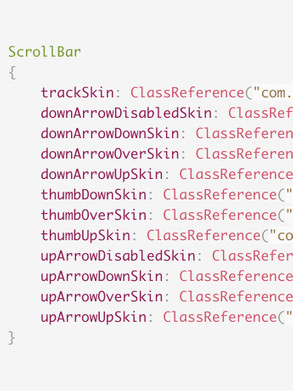 ScrollBar
{
trackSkin: ClassReference("com.
downArrowDisabledSkin: ClassRef
downArrowDownSkin: ClassReferen
downArrowOverSkin: ClassReferen
downArrowUpSkin: ClassReference
thumbDownSkin: ClassReference("
thumbOverSkin: ClassReference("
thumbUpSkin: ClassReference("co
upArrowDisabledSkin: ClassRefer
upArrowDownSkin: ClassReference
upArrowOverSkin: ClassReference
upArrowUpSkin: ClassReference("
}